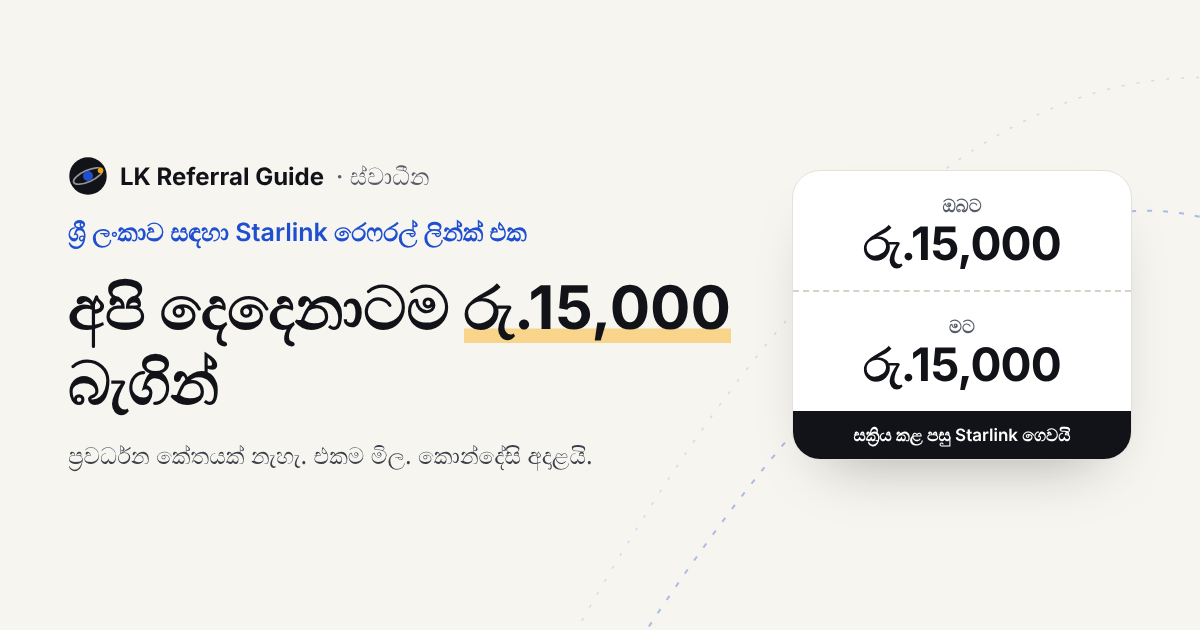 LK Referral Guide · ස්වාධීන
ශ්‍රී ලංකාව සඳහා Starlink රෙෆරල් ලින්ක් එක
අපි දෙදෙනාටම රු.15,000
බැගින්
ප්‍රවර්ධන කේතයක් නැහැ. එකම මිල. කොන්දේසි අදාළයි.
ඔබට
රු.15,000
මට
රු.15,000
සක්‍රිය කළ පසු Starlink ගෙවයි